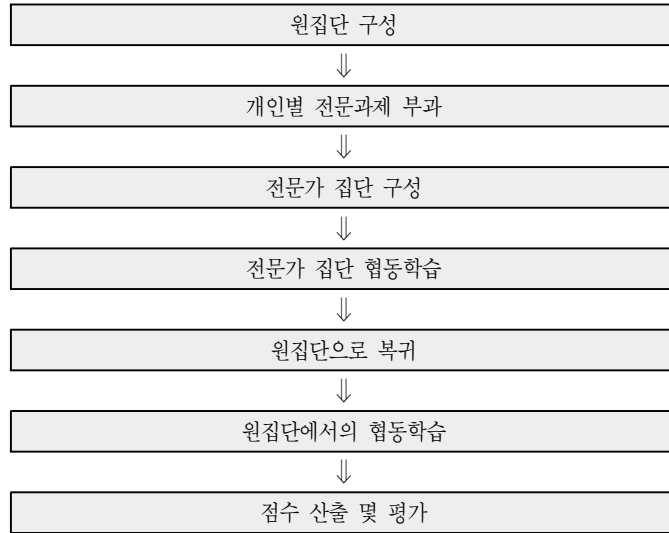 원집단 구성
⇓
개인별 전문과제 부과
⇓
전문가 집단 구성
⇓
전문가 집단 협동학습
⇓
원집단으로 복귀
⇓
원집단에서의 협동학습
⇓
점수 산출 몇 평가